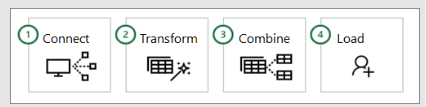 1 Connect
2 Transform
3 Combine
4 Load